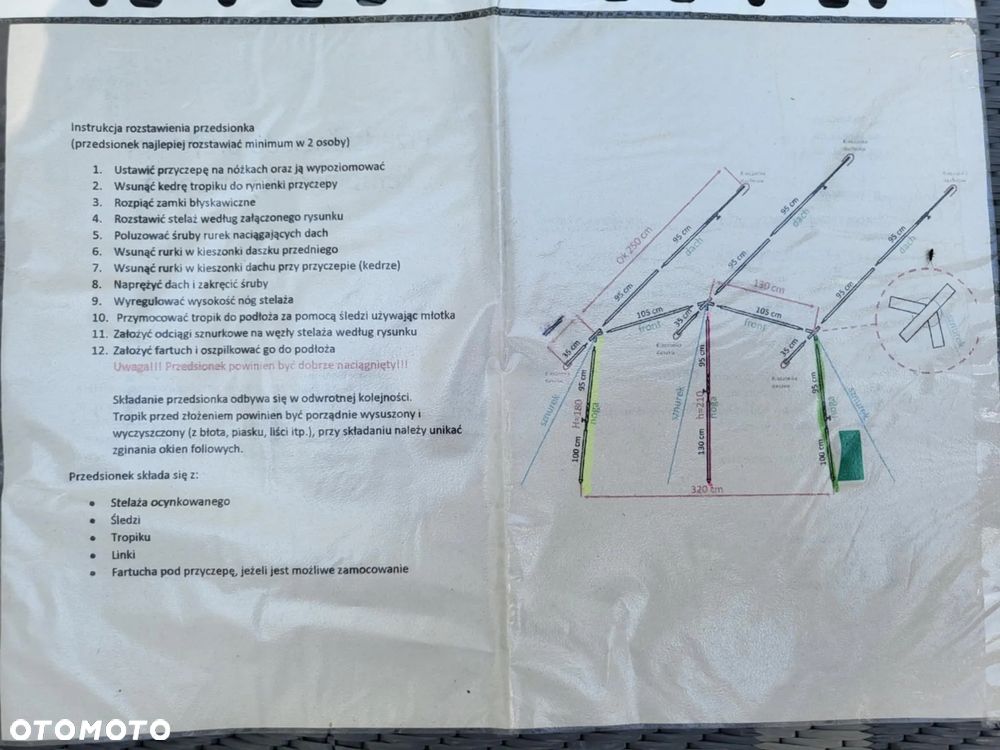 Instrukcja rozstawienia przedsionka
(przedsionek najlepiej rozstawiać minimum w 2 osoby)
1. Ustawić przyczepę na nóżkach oraz ją wypoziomować
2. Wsunąć kedrę tropiku do rynienki przyczepy
3. Rozpiąć zamki błyskawiczne
4. Rozstawić stelaż według załączonego rysunku
5. Poluzować śruby rurek naciągających dach
6. Wsunąć rurki w kieszonki daszku przedniego
7. Wsunąć rurki w kieszonki dachu przy przyczepie (kedrze)
8. Naprężyć dach i zakręcić śruby
9. Wyregulować wysokość nóg stelaża
10. Przymocować tropik do podłoża za pomocą śledzi używając młotka
11. Założyć odciągi sznurkowe na węzły stelaża według rysunku
12. Założyć fartuch i oszpilkować go do podłoża
Uwaga!!! Przedsionek powinien być dobrze naciągnięty!!!
Składanie przedsionka odbywa się w odwrotnej kolejności.
Tropik przed złożeniem powinien być porządnie wysuszony i
wyczyszczony (z błota, piasku, liści itp.), przy składaniu należy unikać
zginania okien foliowych.
Przedsionek składa się z:
• Stelaża ocynkowanego
• Śledzi
• Tropiku
• Linki
• Fartucha pod przyczepę, jeżeli jest możliwe zamocowanie
Ok 250 cm
95 cm
dach
95 cm
95 cm
dach
95 cm
95 cm
dach
95 cm
130 cm
105 cm
front
105 cm
front
35 cm
35 cm
35 cm
sznurek
H=180
95 cm
noga
100 cm
sznurek
h=210
95 cm
noga
130 cm
95 cm
noga
100 cm
sznurek
320 cm
OTOMOTO